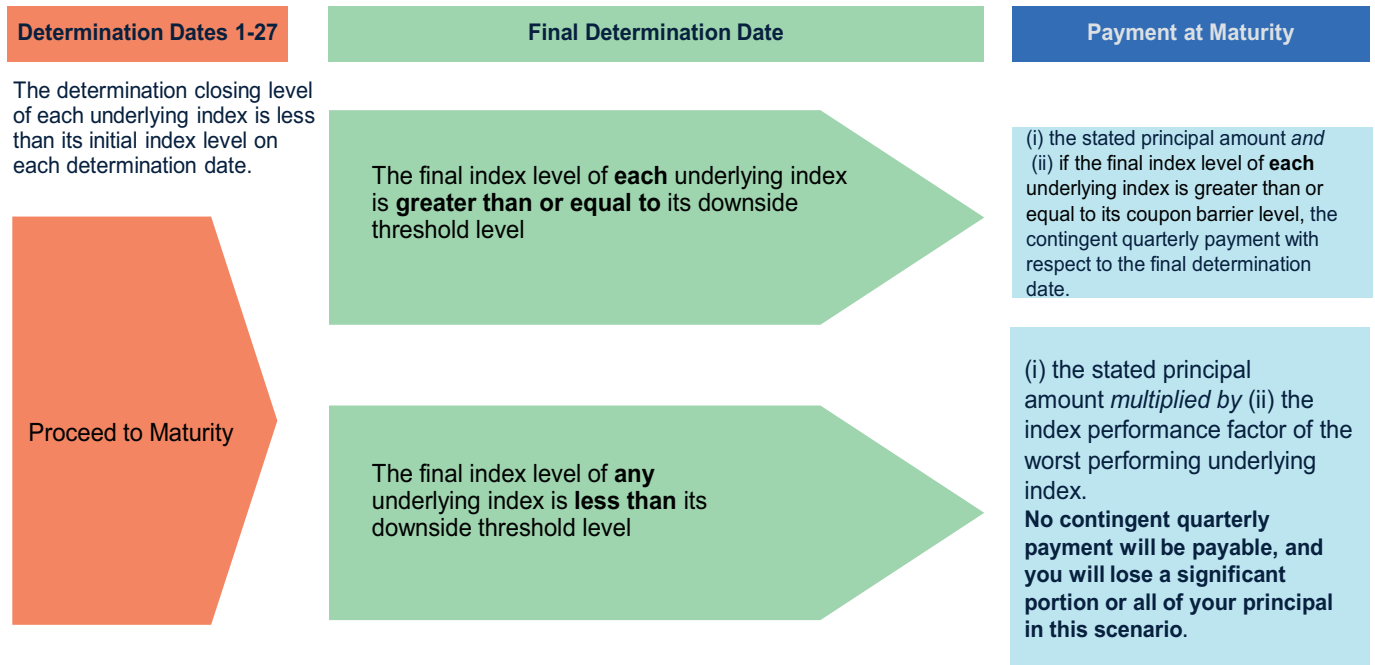 Determination Dates 1-27
Final Determination Date
Payment at Maturity
The determination closing level
of each underlying index is less
than its initial index level on
each determination date.
Proceed to Maturity
The final index level of each underlying index
is greater than or equal to its downside
threshold level
(i) the stated principal amount and
(ii) if the final index level of each
underlying index is greater than or
equal to its coupon barrier level, the
contingent quarterly payment with
respect to the final determination
date.
The final index level of any
underlying index is less than its
downside threshold level
(i) the stated principal
amount multiplied by (ii) the
index performance factor of the
worst performing underlying
index.
No contingent quarterly
payment will be payable, and
you will lose a significant
portion or all of your principal
in this scenario.